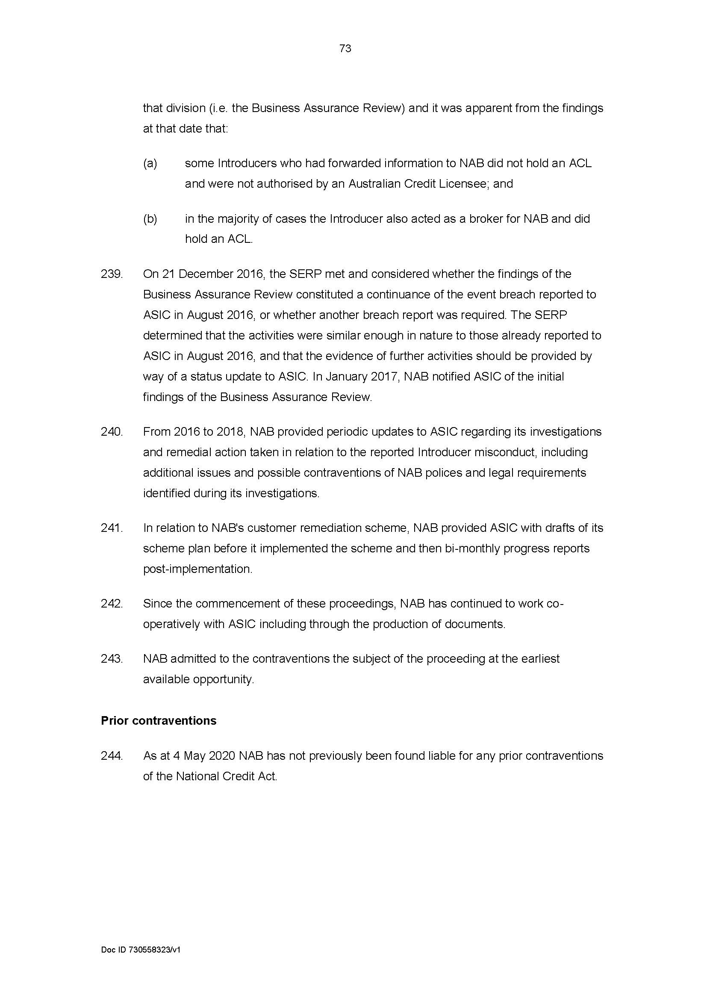 73
that division (i.e. the Business Assurance Review) and it was apparent from the findings
at that date that:
(a) some Introducers who had forwarded information to NAB did not hold an ACL
and were not authorised by an Australian Credit Licensee; and
(b) in the majority of cases the Introducer also acted as a broker for NAB and did
hold an ACL.
239. On 21 December 2016, the SERP met and considered whether the findings of the
Business Assurance Review constituted a continuance of the event breach reported to
ASIC in August 2016, or whether another breach report was required. The SERP
determined that the activities were similar enough in nature to those already reported to
ASIC in August 2016, and that the evidence of further activities should be provided by
way of a status update to ASIC. In January 2017, NAB notified ASIC of the initial
findings of the Business Assurance Review.
240. From 2016 to 2018, NAB provided periodic updates to ASIC regarding its investigations
and remedial action taken in relation to the reported Introducer misconduct, including
additional issues and possible contraventions of NAB polices and legal requirements
identified during its investigations.
241. In relation to NAB's customer remediation scheme, NAB provided ASIC with drafts of its
scheme plan before it implemented the scheme and then bi-monthly progress reports
post-implementation.
242. Since the commencement of these proceedings, NAB has continued to work co-
operatively with ASIC including through the production of documents.
243. NAB admitted to the contraventions the subject of the proceeding at the earliest
available opportunity.
Prior contraventions
244. As at 4 May 2020 NAB has not previously been found liable for any prior contraventions
of the National Credit Act.
Doc ID 730558323/v1